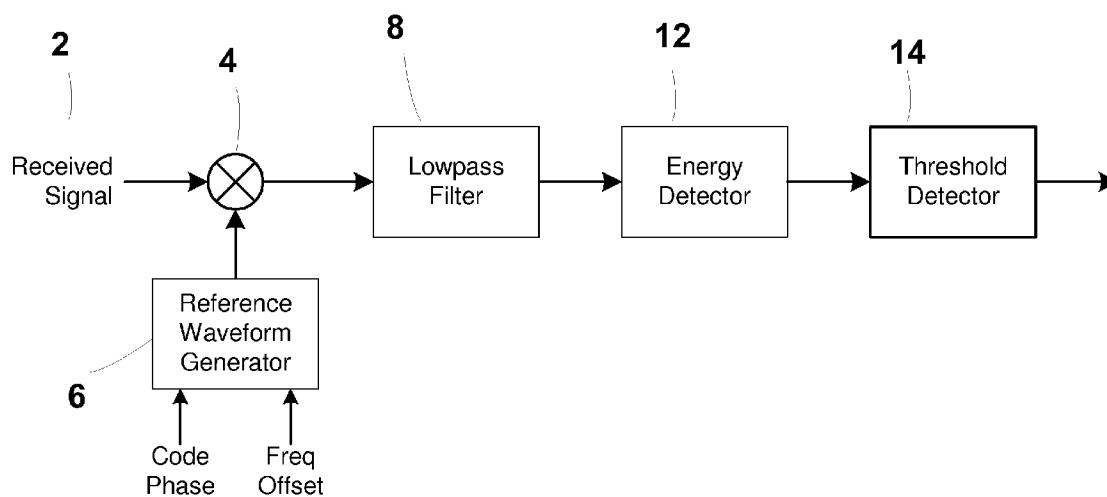 2
4
8
12
14
Received
Signal
Lowpass
Filter
Energy
Detector
Threshold
Detector
Reference
Waveform
Generator
6
Code
Phase
Freq
Offset